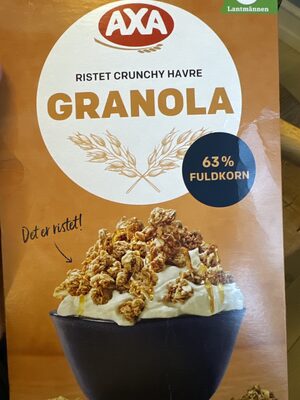 Lantmännen
AXA
RISTET CRUNCHY HAVRE
GRANOLA
63%
FULDKORN
Det er ristet!